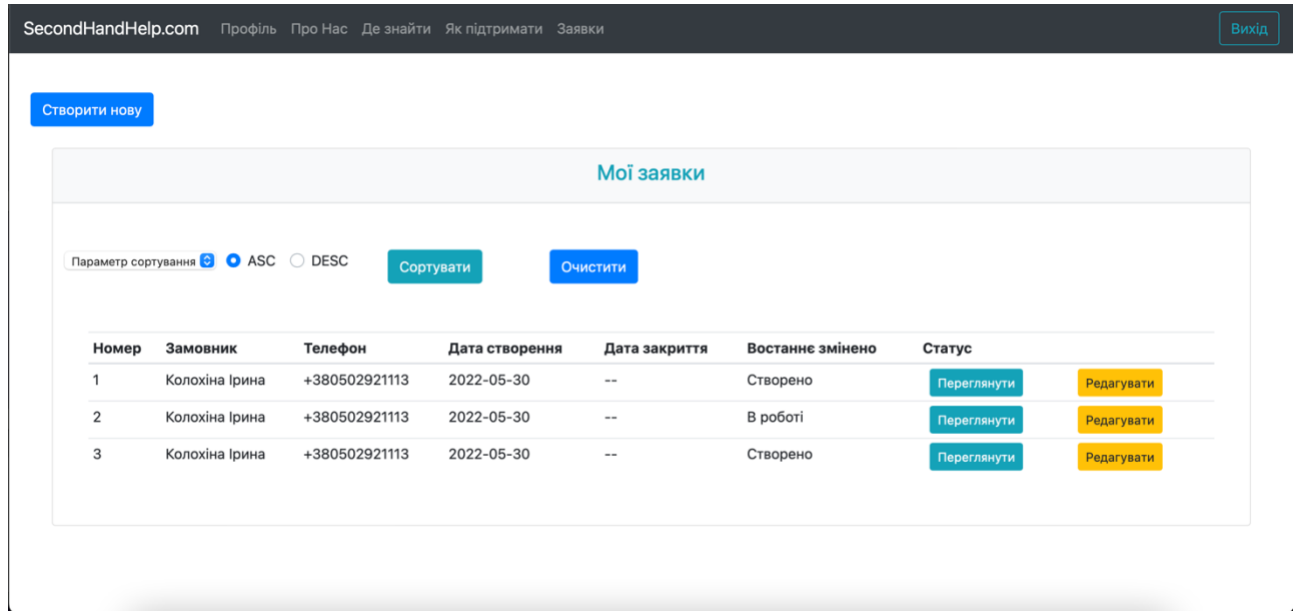 SecondHandHelp.com Профіль Про Нас Де знайти Як підтримати Заявки Вихід
Створити нову
Мої заявки
Параметр сортування ASC DESC Сортувати Очистити
Номер Замовник Телефон Дата створення Дата закриття Востаннє змінено Статус
1 Колохіна Ірина +380502921113 2022-05-30 -- Створено Переглянути Редагувати
2 Колохіна Ірина +380502921113 2022-05-30 -- В роботі Переглянути Редагувати
3 Колохіна Ірина +380502921113 2022-05-30 -- Створено Переглянути Редагувати